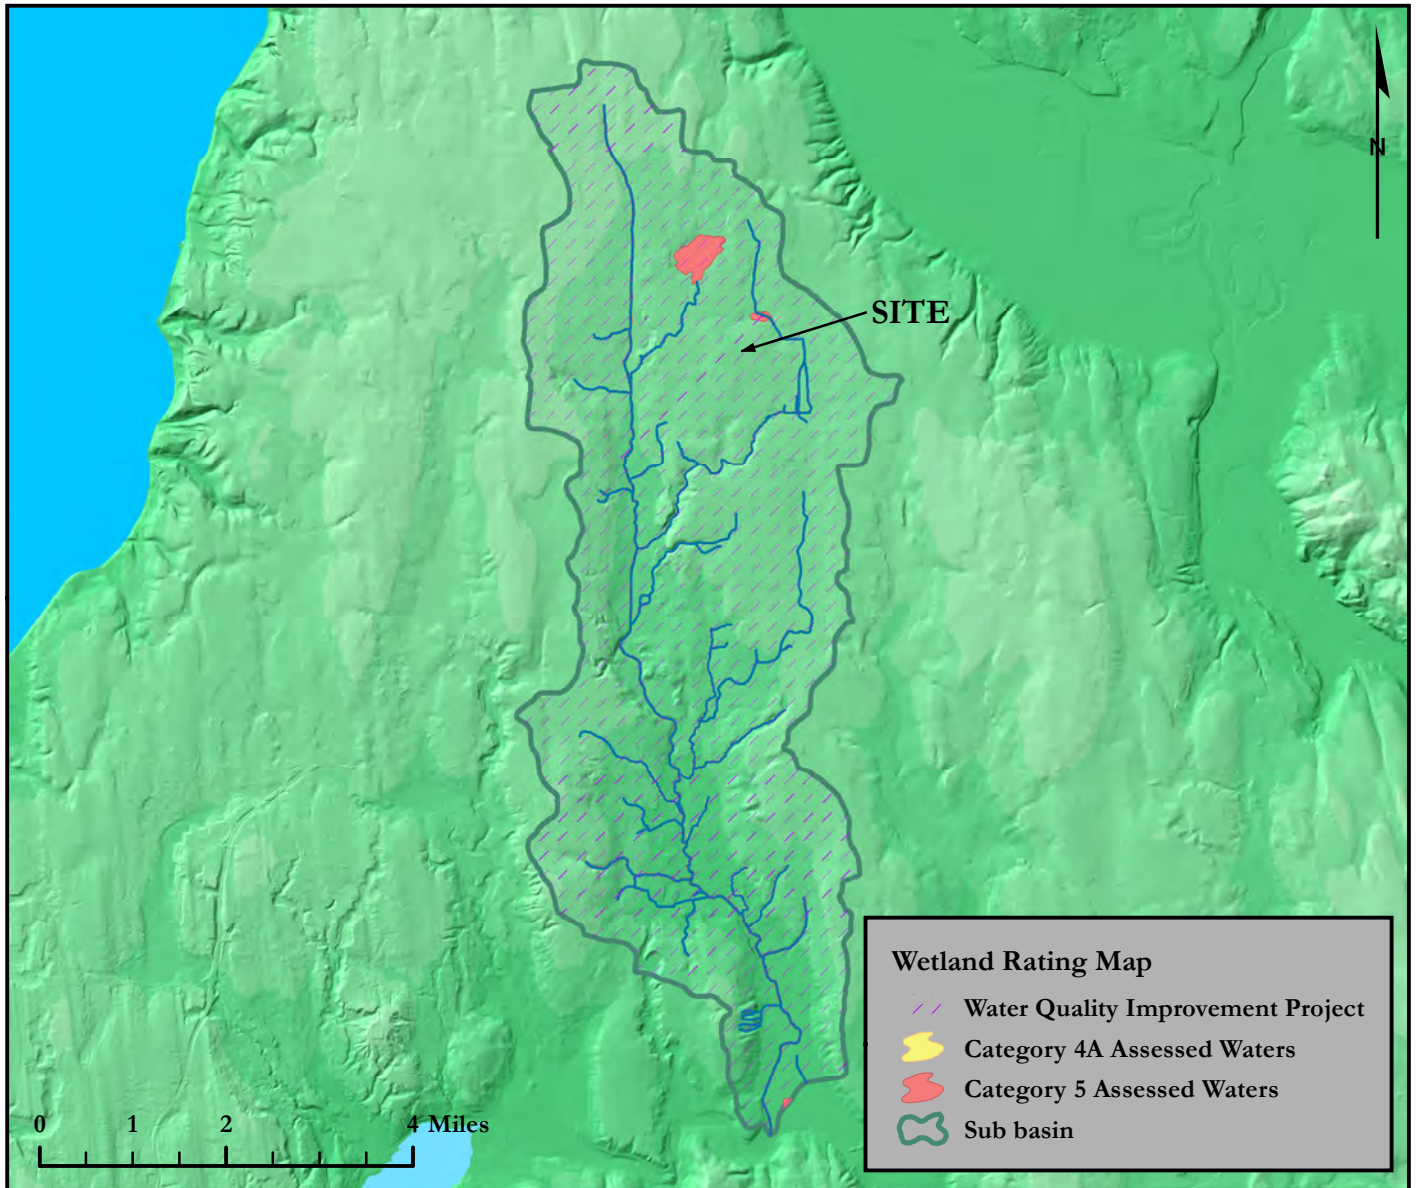 N
SITE
Wetland Rating Map
Water Quality Improvement Project
Category 4A Assessed Waters
Category 5 Assessed Waters
Sub basin
0 1 2 4 Miles